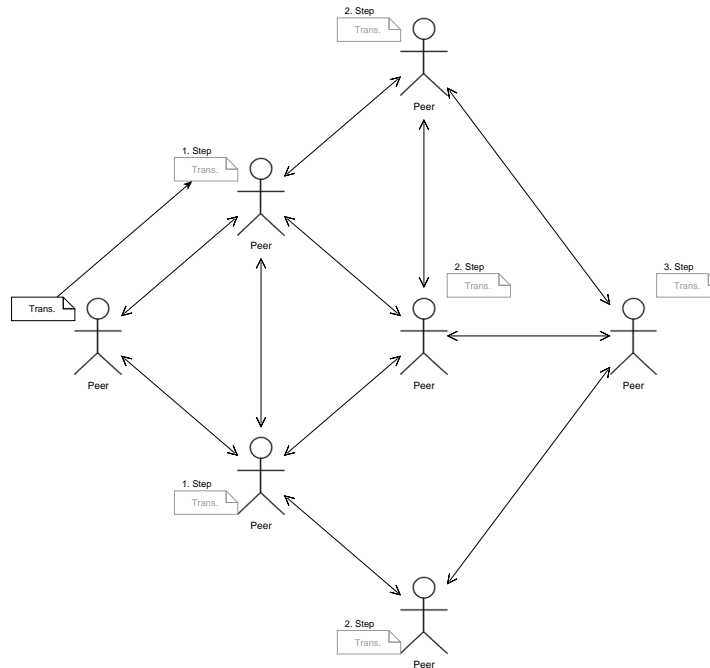 2. Step
Trans.
Peer
1. Step
Trans.
Peer
2. Step
Trans.
3. Step
Trans.
Trans.
Peer
Peer
Peer
1. Step
Trans.
Peer
2. Step
Trans.
Peer